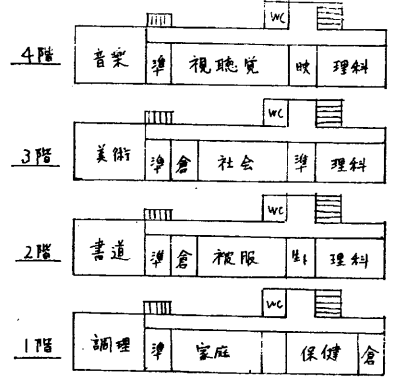 WC
4階 音楽 準 視聴覚 映 理科
WC
3階 美術 準 倉 社会 準 理科
WC
2階 書道 準 倉 被服 理科
WC
1階 調理 準 家庭 保健 倉